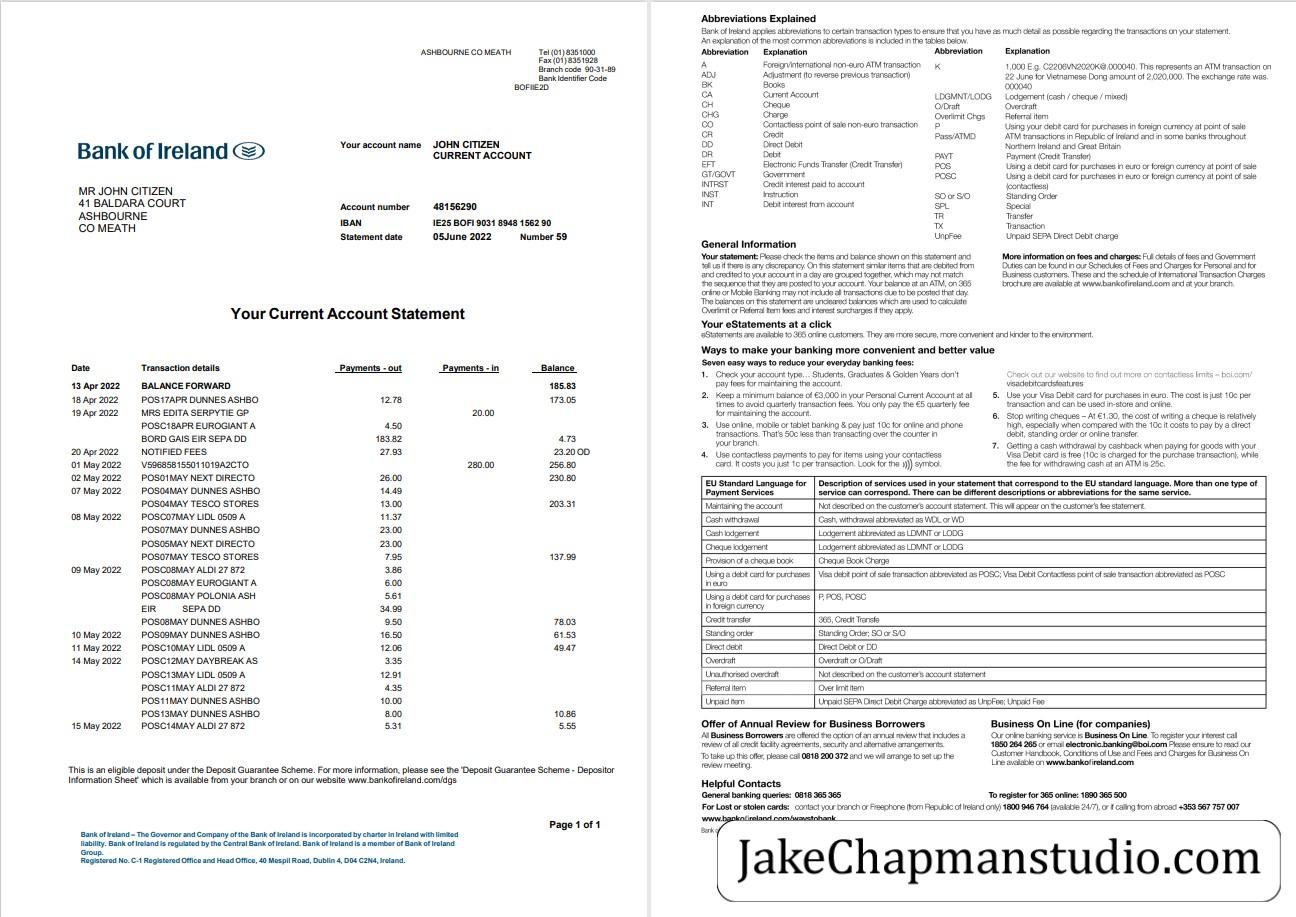 ASHBOURNE CO MEATH Tel (01) 8351000
Fax (01) 8351928
Branch code 90-31-89
Bank Identifier Code
BOFIIE2D
Bank of Ireland
Your account name JOHN CITIZEN
CURRENT ACCOUNT
MR JOHN CITIZEN
41 BALDARA COURT
ASHBOURNE
CO MEATH
Account number 48156290
IBAN IE25 BOFI 9031 8948 1562 90
Statement date 05June 2022 Number 59
Your Current Account Statement
Date Transaction details Payments - out Payments - in Balance
13 Apr 2022 BALANCE FORWARD 185.83
18 Apr 2022 POS17APR DUNNES ASHBO 12.78 173.05
19 Apr 2022 MRS EDITA SERPYTIE GP 20.00
POSC18APR EUROGIANT A 4.50
BORD GAIS EIR SEPA DD 183.82 4.73
20 Apr 2022 NOTIFIED FEES 27.93 23.20 OD
01 May 2022 V596858155011019A2CTO 280.00 256.80
02 May 2022 POS01MAY NEXT DIRECTO 26.00 230.80
07 May 2022 POS04MAY DUNNES ASHBO 14.49
POS04MAY TESCO STORES 13.00 203.31
08 May 2022 POSC07MAY LIDL 0509 A 11.37
POS07MAY DUNNES ASHBO 23.00
POS05MAY NEXT DIRECTO 23.00
POS07MAY TESCO STORES 7.95 137.99
09 May 2022 POSC08MAY ALDI 27 872 3.86
POSC08MAY EUROGIANT A 6.00
POSC08MAY POLONIA ASH 5.61
EIR SEPA DD 34.99
POS08MAY DUNNES ASHBO 9.50 78.03
10 May 2022 POS09MAY DUNNES ASHBO 16.50 61.53
11 May 2022 POSC10MAY LIDL 0509 A 12.06 49.47
14 May 2022 POSC12MAY DAYBREAK AS 3.35
POSC13MAY LIDL 0509 A 12.91
POSC11MAY ALDI 27 872 4.35
POS11MAY DUNNES ASHBO 10.00
POS13MAY DUNNES ASHBO 8.00 10.86
15 May 2022 POSC14MAY ALDI 27 872 5.31 5.55
This is an eligible deposit under the Deposit Guarantee Scheme. For more information, please see the 'Deposit Guarantee Scheme - Depositor
Information Sheet' which is available from your branch or on our website www.bankofireland.com/dgs
Page 1 of 1
Bank of Ireland – The Governor and Company of the Bank of Ireland is incorporated by charter in Ireland with limited
liability. Bank of Ireland is regulated by the Central Bank of Ireland. Bank of Ireland is a member of Bank of Ireland
Group.
Registered No. C-1 Registered Office and Head Office, 40 Mespil Road, Dublin 4, D04 C2N4, Ireland.
Abbreviations Explained
Bank of Ireland applies abbreviations to certain transaction types to ensure that you have as much detail as possible regarding the transactions on your statement.
An explanation of the most common abbreviations is included in the tables below.
Abbreviation Explanation
A Foreign/international non-euro ATM transaction
ADJ Adjustment (to reverse previous transaction)
BK Books
CA Current Account
CH Cheque
CHG Charge
CO Contactless point of sale non-euro transaction
CR Credit
DD Direct Debit
DR Debit
EFT Electronic Funds Transfer (Credit Transfer)
GT/GOVT Government
INTRST Credit interest paid to account
INST Instruction
INT Debit interest from account
Abbreviation Explanation
K 1,000 E.g. C2206VN2020K@.000040. This represents an ATM transaction on
22 June for Vietnamese Dong amount of 2,020,000. The exchange rate was.
000040
LDGMNT/LODG Lodgement (cash / cheque / mixed)
O/Draft Overdraft
Overlimit Chgs Referral item
P Using your debit card for purchases in foreign currency at point of sale
Pass/ATMD ATM transactions in Republic of Ireland and in some banks throughout
Northern Ireland and Great Britain
PAYT Payment (Credit Transfer)
POS Using a debit card for purchases in euro or foreign currency at point of sale
POSC Using a debit card for purchases in euro or foreign currency at point of sale
(contactless)
SO or S/O Standing Order
SPL Special
TR Transfer
TX Transaction
UnpFee Unpaid SEPA Direct Debit charge
General Information
Your statement: Please check the items and balance shown on this statement and
tell us if there is any discrepancy. On this statement similar items that are debited from
and credited to your account in a day are grouped together, which may not match
the sequence that they are posted to your account. Your balance at an ATM, on 365
online or Mobile Banking may not include all transactions due to be posted that day.
The balances on this statement are uncleared balances which are used to calculate
Overlimit or Referral Item fees and interest surcharges if they apply.
More information on fees and charges: Full details of fees and Government
Duties can be found in our Schedules of Fees and Charges for Personal and for
Business customers. These and the schedule of International Transaction Charges
brochure are available at www.bankofireland.com and at your branch.
Your eStatements at a click
eStatements are available to 365 online customers. They are more secure, more convenient and kinder to the environment.
Ways to make your banking more convenient and better value
Seven easy ways to reduce your everyday banking fees:
1. Check your account type… Students, Graduates & Golden Years don't
pay fees for maintaining the account.
2. Keep a minimum balance of €3,000 in your Personal Current Account at all
times to avoid quarterly transaction fees. You only pay the €5 quarterly fee
for maintaining the account.
3. Use online, mobile or tablet banking & pay just 10c for online and phone
transactions. That's 50c less than transacting over the counter in
your branch.
4. Use contactless payments to pay for items using your contactless
card. It costs you just 1c per transaction. Look for the symbol.
Check out our website to find out more on contactless limits – boi.com/
visadebitcardsfeatures
5. Use your Visa Debit card for purchases in euro. The cost is just 10c per
transaction and can be used in-store and online.
6. Stop writing cheques – At €1.30, the cost of writing a cheque is relatively
high, especially when compared with the 10c it costs to pay by a direct
debit, standing order or online transfer.
7. Getting a cash withdrawal by cashback when paying for goods with your
Visa Debit card is free (10c is charged for the purchase transaction), while
the fee for withdrawing cash at an ATM is 25c.
EU Standard Language for
Payment Services
Description of services used in your statement that correspond to the EU standard language. More than one type of
service can correspond. There can be different descriptions or abbreviations for the same service.
Maintaining the account Not described on the customer's account statement. This will appear on the customer's fee statement.
Cash withdrawal Cash, withdrawal abbreviated as WDL or WD
Cash lodgement Lodgement abbreviated as LDMNT or LODG
Cheque lodgement Lodgement abbreviated as LDMNT or LODG
Provision of a cheque book Cheque Book Charge
Using a debit card for purchases
in euro
Visa debit point of sale transaction abbreviated as POSC; Visa Debit Contactless point of sale transaction abbreviated as POSC
Using a debit card for purchases
in foreign currency
P, POS, POSC
Credit transfer 365, Credit Transfe
Standing order Standing Order; SO or S/O
Direct debit Direct Debit or DD
Overdraft Overdraft or O/Draft
Unauthorised overdraft Not described on the customer's account statement
Referral item Over limit item
Unpaid item Unpaid SEPA Direct Debit Charge abbreviated as UnpFee; Unpaid Fee
Offer of Annual Review for Business Borrowers
All Business Borrowers are offered the option of an annual review that includes a
review of all credit facility agreements, security and alternative arrangements.
To take up this offer, please call 0818 200 372 and we will arrange to set up the
review meeting.
Business On Line (for companies)
Our online banking service is Business On Line. To register your interest call
1850 264 265 or email electronic.banking@boi.com Please ensure to read our
Customer Handbook, Conditions of Use and Fees and Charges for Business On
Line available on www.bankofireland.com
Helpful Contacts
General banking queries: 0818 365 365 To register for 365 online: 1890 365 500
For Lost or stolen cards: contact your branch or Freephone (from Republic of Ireland only) 1800 946 764 (available 24/7), or if calling from abroad +353 567 757 007
www.bankofireland.com/waystobank
Bank o
JakeChapmanstudio.com